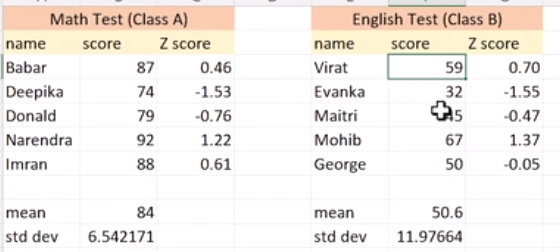 Math Test (Class A) English Test (Class B)
name score Z score name score Z score
Babar 87 0.46 Virat 59 0.70
Deepika 74 -1.53 Evanka 32 -1.55
Donald 79 -0.76 Maitri 45 -0.47
Narendra 92 1.22 Mohib 67 1.37
Imran 88 0.61 George 50 -0.05
mean 84 mean 50.6
std dev 6.542171 std dev 11.97664